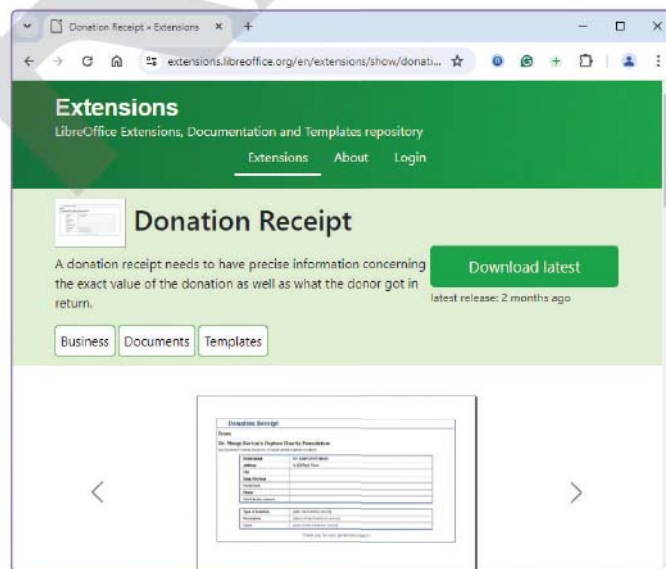 Donation Receipt » Extensions
extensions.libreoffice.org/en/extensions/show/donati...
Extensions
LibreOffice Extensions, Documentation and Templates repository
Extensions About Login
Donation Receipt
A donation receipt needs to have precise information concerning
the exact value of the donation as well as what the donor got in
return.
Download latest
latest release: 2 months ago
Business Documents Templates
Donation Receipt